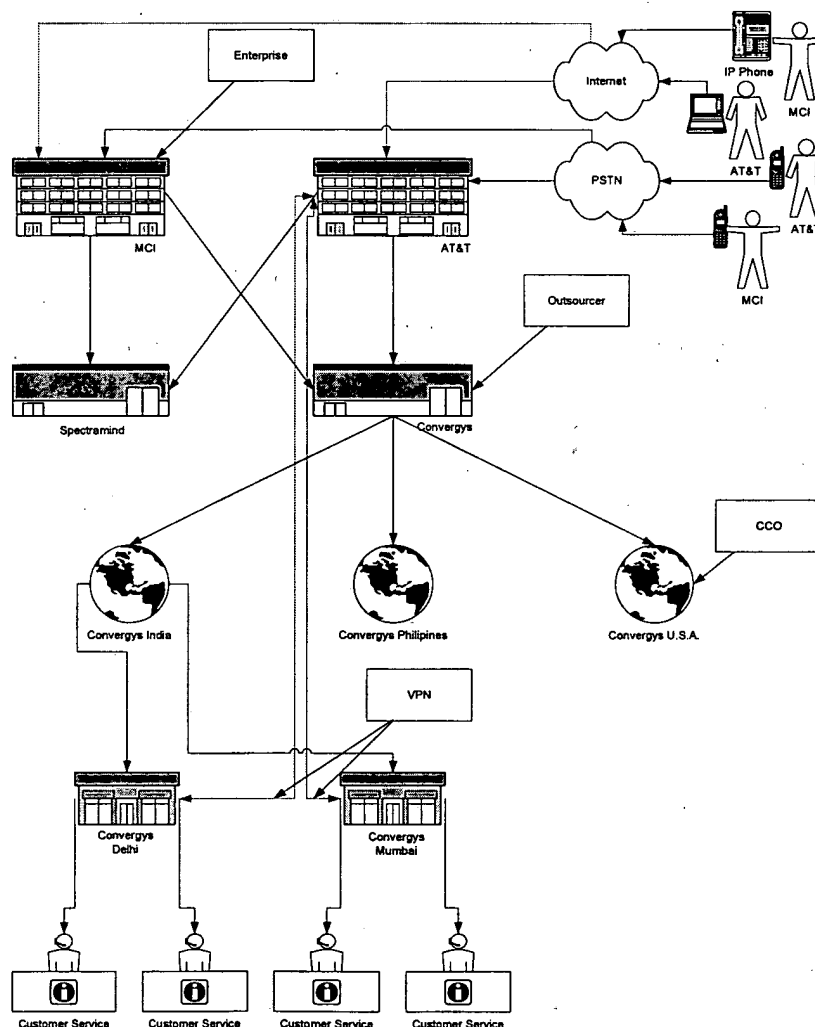 Enterprise
Internet
IP Phone
MCI
AT&T
PSTN
AT&T
MCI
MCI
AT&T
Outsourcer
Spectramind
Convergys
CCO
Convergys India
Convergys Philipines
Convergys U.S.A.
VPN
Convergys
Delhi
Convergys
Mumbai
Customer Service
Customer Service
Customer Service
Customer Service